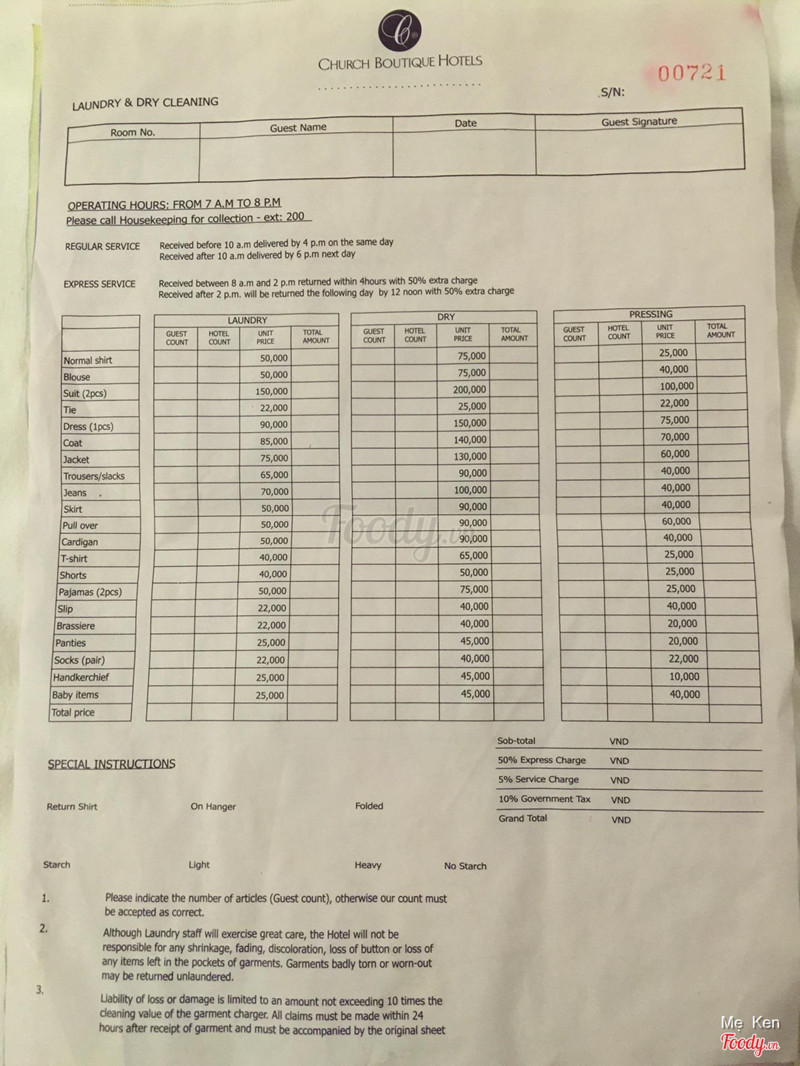 CHURCH BOUTIQUE HOTELS
00721
S/N:
LAUNDRY & DRY CLEANING
Room No. Guest Name Date Guest Signature
OPERATING HOURS: FROM 7 A.M TO 8 P.M
Please call Housekeeping for collection - ext: 200
REGULAR SERVICE Received before 10 a.m delivered by 4 p.m on the same day
Received after 10 a.m delivered by 6 p.m next day
EXPRESS SERVICE Received between 8 a.m and 2 p.m returned within 4hours with 50% extra charge
Received after 2 p.m. will be returned the following day by 12 noon with 50% extra charge
LAUNDRY DRY PRESSING
GUEST COUNT HOTEL COUNT UNIT PRICE TOTAL AMOUNT GUEST COUNT HOTEL COUNT UNIT PRICE TOTAL AMOUNT GUEST COUNT HOTEL COUNT UNIT PRICE TOTAL AMOUNT
Normal shirt 50,000 75,000 25,000
Blouse 50,000 75,000 40,000
Suit (2pcs) 150,000 200,000 100,000
Tie 22,000 25,000 22,000
Dress (1pcs) 90,000 150,000 75,000
Coat 85,000 140,000 70,000
Jacket 75,000 130,000 60,000
Trousers/slacks 65,000 90,000 40,000
Jeans 70,000 100,000 40,000
Skirt 50,000 90,000 40,000
Pull over 50,000 90,000 60,000
Cardigan 50,000 90,000 40,000
T-shirt 40,000 65,000 25,000
Shorts 40,000 50,000 25,000
Pajamas (2pcs) 50,000 75,000 25,000
Slip 22,000 40,000 40,000
Brassiere 22,000 40,000 20,000
Panties 25,000 45,000 20,000
Socks (pair) 22,000 40,000 22,000
Handkerchief 25,000 45,000 10,000
Baby items 25,000 45,000 40,000
Total price
Foody.vn
Sob-total VND
50% Express Charge VND
5% Service Charge VND
10% Government Tax VND
Grand Total VND
SPECIAL INSTRUCTIONS
Return Shirt On Hanger Folded
Starch Light Heavy No Starch
1. Please indicate the number of articles (Guest count), otherwise our count must
be accepted as correct.
2. Although Laundry staff will exercise great care, the Hotel will not be
responsible for any shrinkage, fading, discoloration, loss of button or loss of
any items left in the pockets of garments. Garments badly torn or worn-out
may be returned unlaundered.
3. Liability of loss or damage is limited to an amount not exceeding 10 times the
cleaning value of the garment charger. All claims must be made within 24
hours after receipt of garment and must be accompanied by the original sheet
Mẹ Ken
Foody.vn